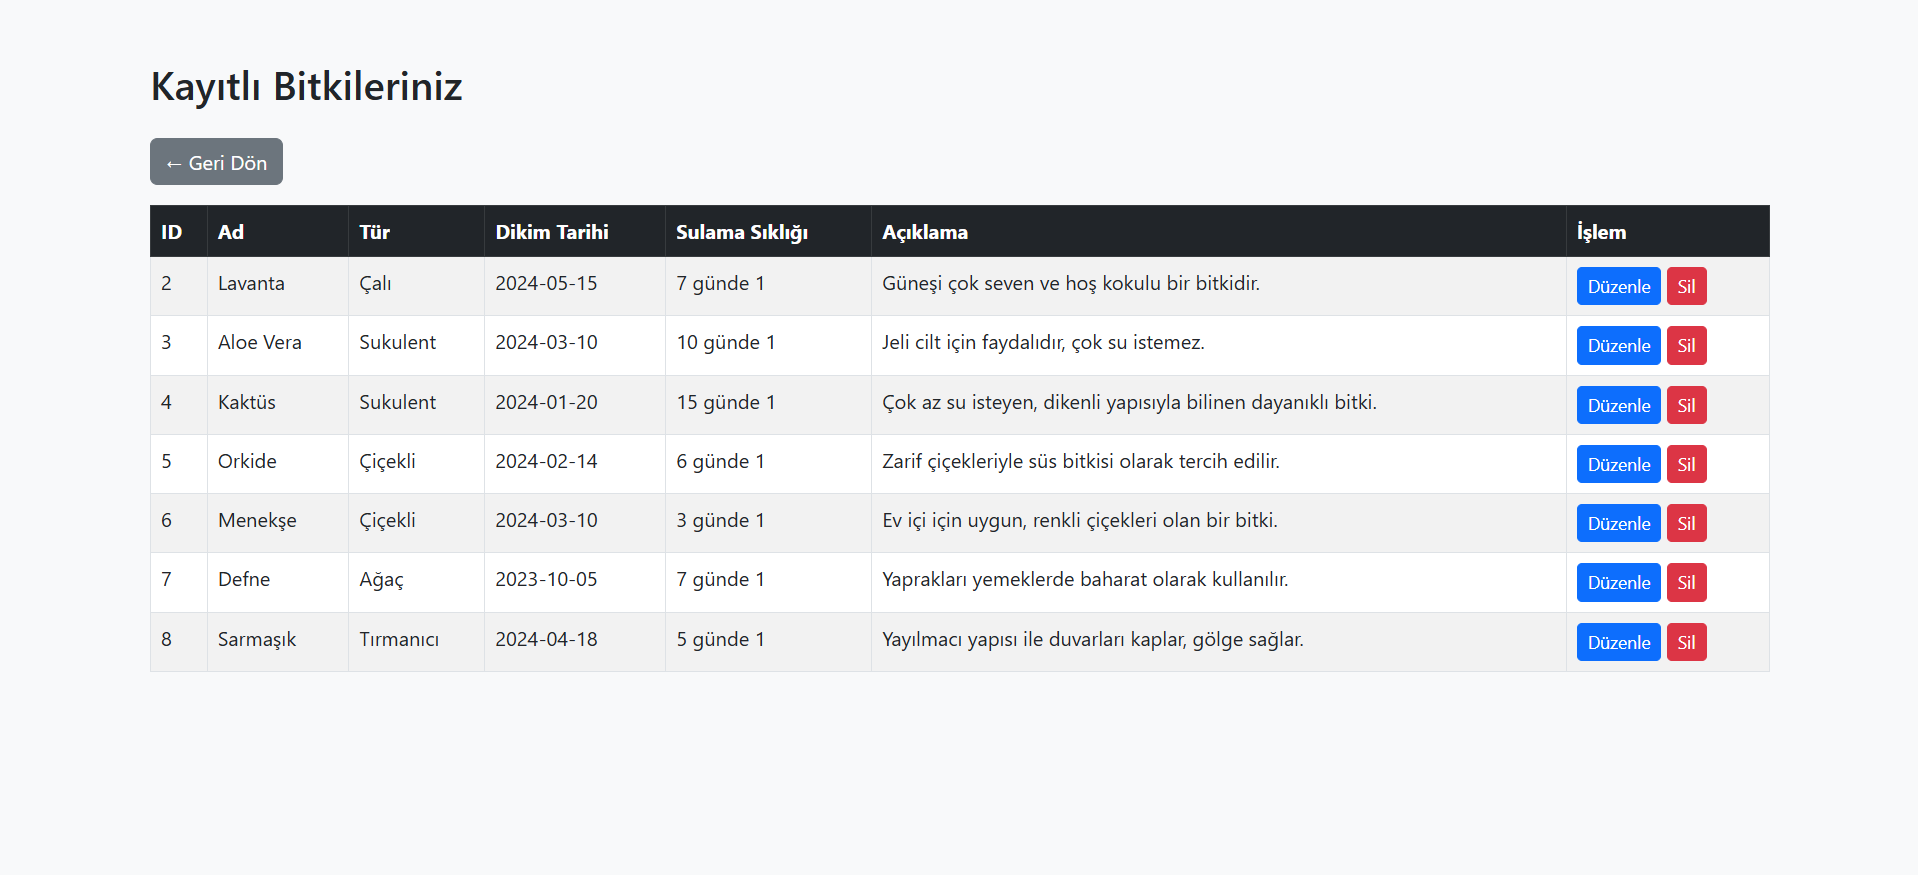 Kayıtlı Bitkileriniz
← Geri Dön
ID Ad Tür Dikim Tarihi Sulama Sıklığı Açıklama İşlem
2 Lavanta Çalı 2024-05-15 7 günde 1 Güneşi çok seven ve hoş kokulu bir bitkidir. Düzenle Sil
3 Aloe Vera Sukulent 2024-03-10 10 günde 1 Jeli cilt için faydalıdır, çok su istemez. Düzenle Sil
4 Kaktüs Sukulent 2024-01-20 15 günde 1 Çok az su isteyen, dikenli yapısıyla bilinen dayanıklı bitki. Düzenle Sil
5 Orkide Çiçekli 2024-02-14 6 günde 1 Zarif çiçekleriyle süs bitkisi olarak tercih edilir. Düzenle Sil
6 Menekşe Çiçekli 2024-03-10 3 günde 1 Ev içi için uygun, renkli çiçekleri olan bir bitki. Düzenle Sil
7 Defne Ağaç 2023-10-05 7 günde 1 Yaprakları yemeklerde baharat olarak kullanılır. Düzenle Sil
8 Sarmaşık Tırmanıcı 2024-04-18 5 günde 1 Yayılmacı yapısı ile duvarları kaplar, gölge sağlar. Düzenle Sil